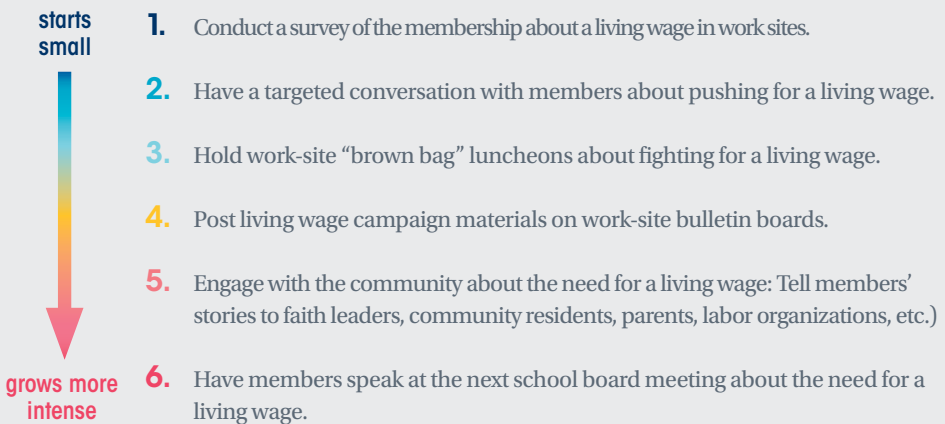 starts
small
1. Conduct a survey of the membership about a living wage in work sites.
2. Have a targeted conversation with members about pushing for a living wage.
3. Hold work-site “brown bag” luncheons about fighting for a living wage.
4. Post living wage campaign materials on work-site bulletin boards.
5. Engage with the community about the need for a living wage: Tell members’
stories to faith leaders, community residents, parents, labor organizations, etc.)
6. Have members speak at the next school board meeting about the need for a
living wage.
grows more
intense